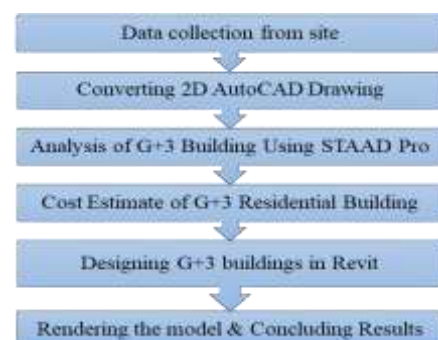 Data collection from site
Converting 2D AutoCAD Drawing
Analysis of G+3 Building Using STAAD Pro
Cost Estimate of G+3 Residential Building
Designing G+3 buildings in Revit
Rendering the model & Concluding Results